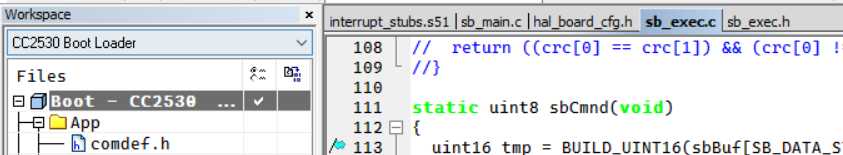 Workspace
CC2530 Boot Loader
Files
Boot - CC2530 ...
App
comdef.h
interrupt_stubs.s51 | sb_main.c | hal_board_cfg.h sb_exec.c sb_exec.h
108 // return ((crc[0] == crc[1]) && (crc[0] !
109 //}
110
111 static uint8 sbCmnd(void)
112 {
113 uint16 tmp = BUILD_UINT16(sbBuf[SB_DATA_S